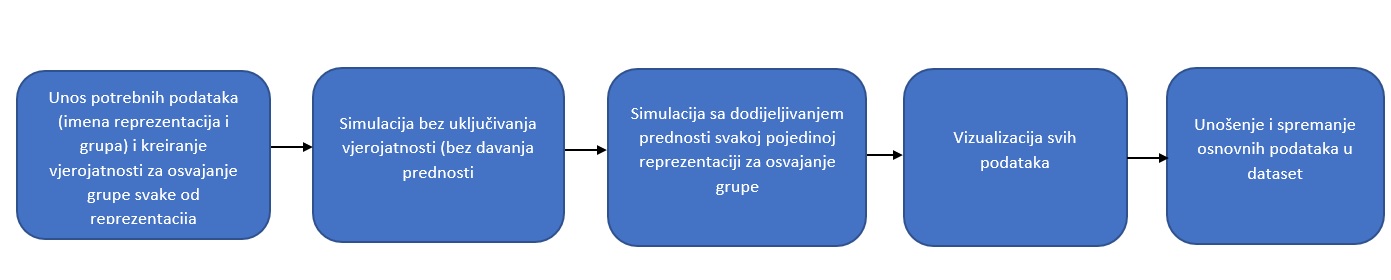 Unos potrebnih podataka
(imena reprezentacija i
grupa) i kreiranje
vjerojatnosti za osvajanje
grupe svake od
reprezentacija
Simulacija bez uključivanja
vjerojatnosti (bez davanja
prednosti
Simulacija sa dodijeljivanjem
prednosti svakoj pojedinoj
reprezentaciji za osvajanje
grupe
Vizualizacija svih
podataka
Unošenje i spremanje
osnovnih podataka u
dataset